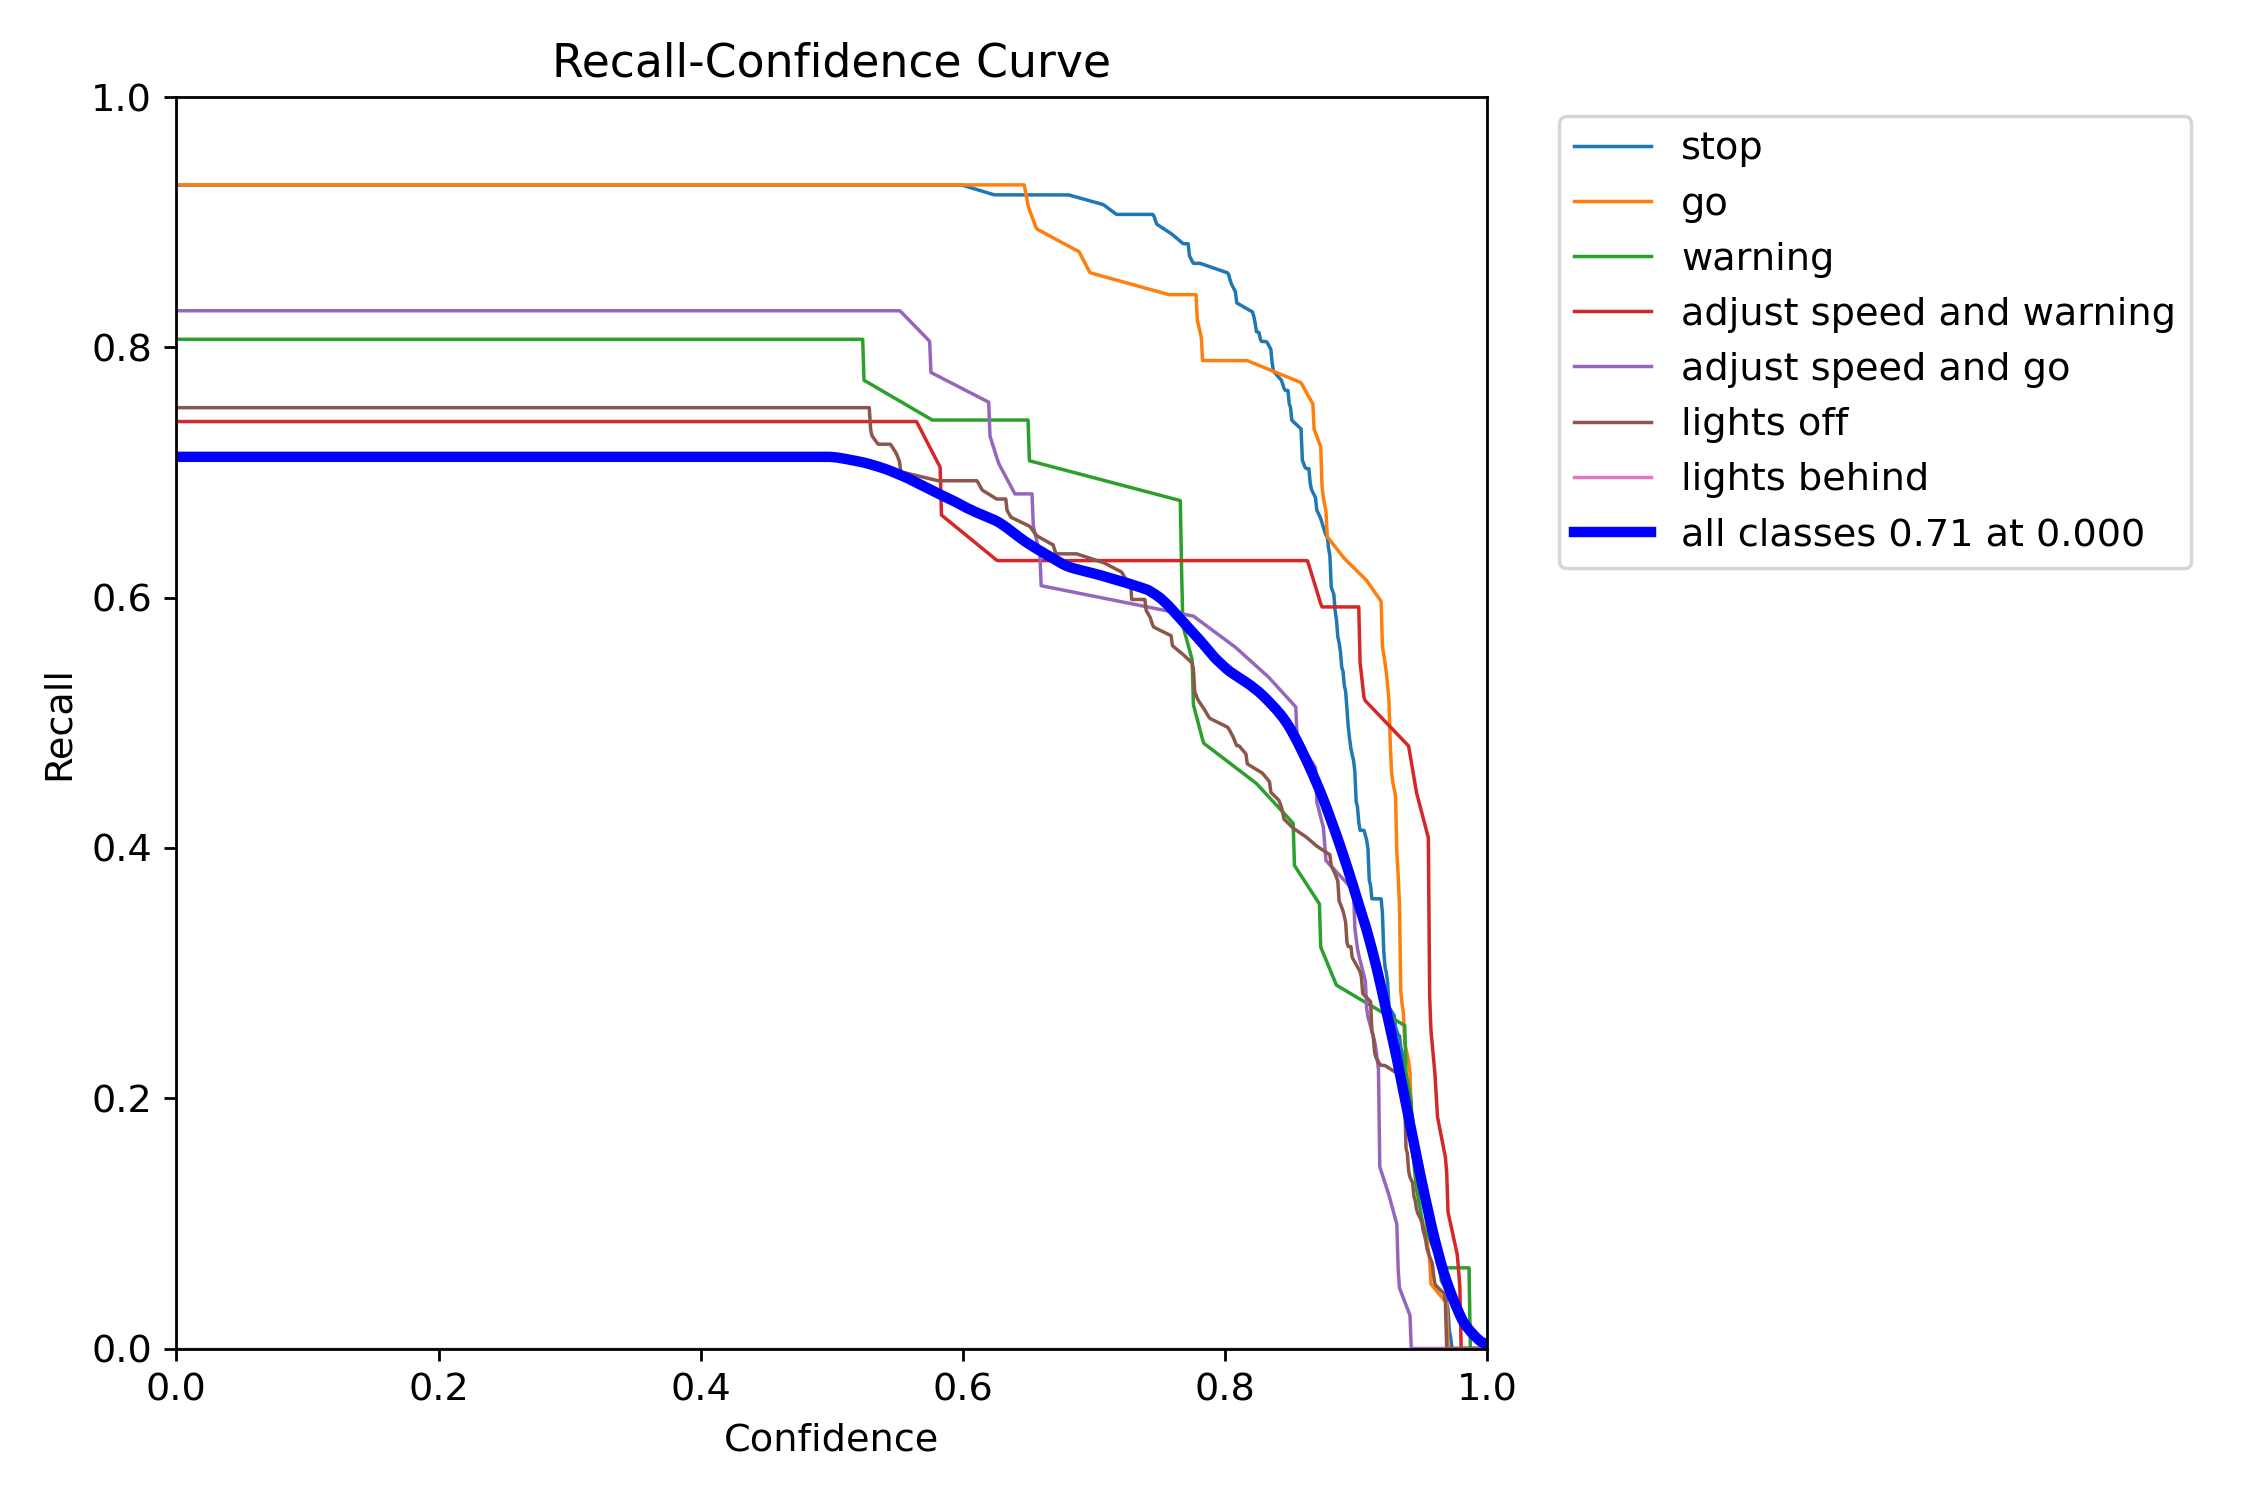 Recall-Confidence Curve
1.0
0.8
0.6
0.4
0.2
0.0
Recall
0.0 0.2 0.4 0.6 0.8 1.0
Confidence
stop
go
warning
adjust speed and warning
adjust speed and go
lights off
lights behind
all classes 0.71 at 0.000